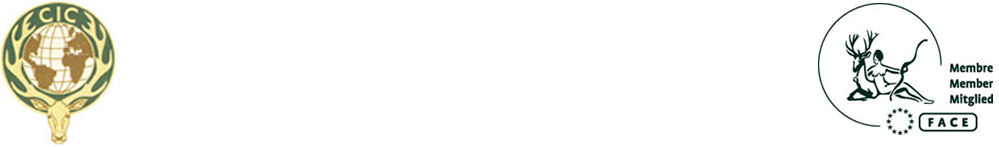 CIC
Membre
Member
Mitglied
FACE